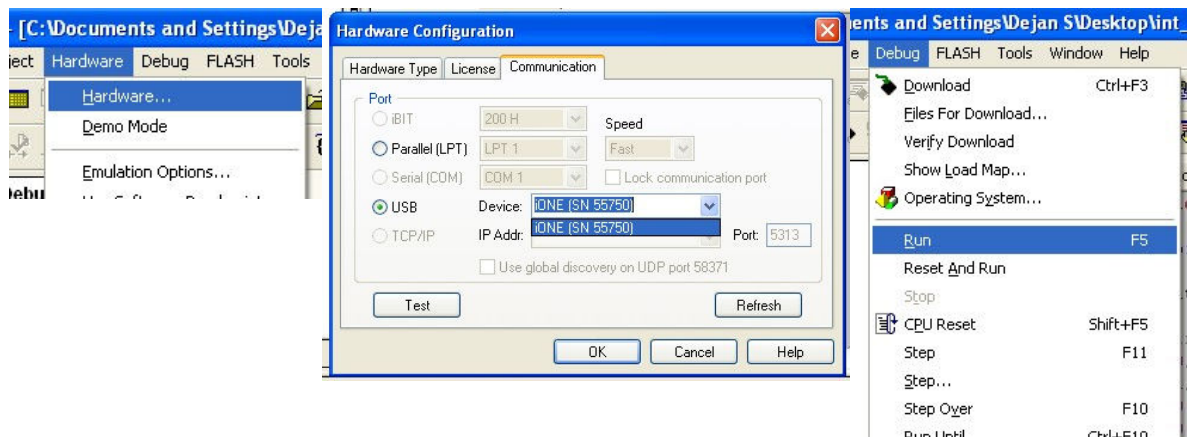 - [C:\Documents and Settings\Deja
ject Hardware Debug FLASH Tools
Hardware...
Demo Mode
Emulation Options...
Hardware Configuration
Hardware Type License Communication
Port
iBIT 200 H Speed
Parallel (LPT) LPT 1 Fast
Serial (COM) COM 1 Lock communication port
USB Device: iONE (SN 55750)
iONE (SN 55750)
TCP/IP IP Addr: Port: 5313
Use global discovery on UDP port 58371
Test Refresh
OK Cancel Help
ents and Settings\Dejan S\Desktop\int_
e Debug FLASH Tools Window Help
Download Ctrl+F3
Files For Download...
Verify Download
Show Load Map...
Operating System...
Run F5
Reset And Run
Stop
CPU Reset Shift+F5
Step F11
Step...
Step Over F10
Run Until Ctrl+F10